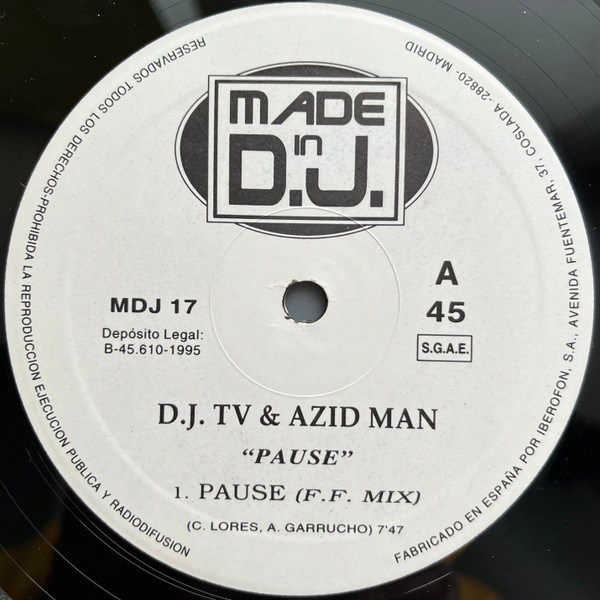 MADE
in
D.J.
A
45
S.G.A.E.
MDJ 17
Depósito Legal:
B-45.610-1995
D.J. TV & AZID MAN
“PAUSE”
1. PAUSE (F.F. MIX)
(C. LORES, A. GARRUCHO) 7'47
RESERVADOS TODOS LOS DERECHOS-PROHIBIDA LA REPRODUCCION EJECUCION PUBLICA Y RADIODIFUSION
FABRICADO EN ESPAÑA POR IBEROFON, S.A., AVENIDA FUENTEMAR, 37, COSLADA -28820- MADRID